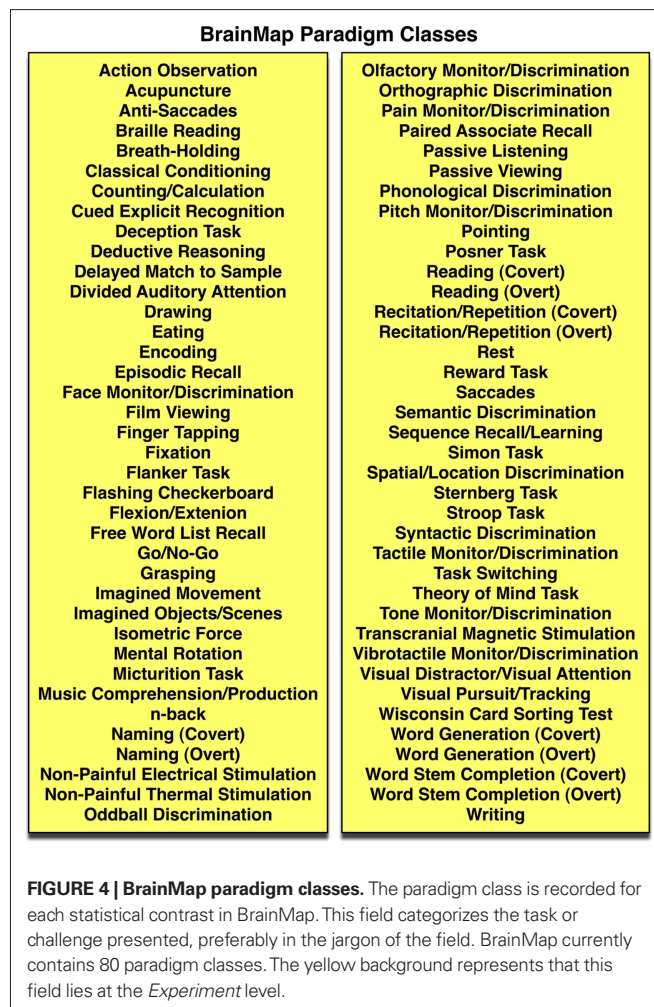 BrainMap Paradigm Classes
Action Observation
Acupuncture
Anti-Saccades
Braille Reading
Breath-Holding
Classical Conditioning
Counting/Calculation
Cued Explicit Recognition
Deception Task
Deductive Reasoning
Delayed Match to Sample
Divided Auditory Attention
Drawing
Eating
Encoding
Episodic Recall
Face Monitor/Discrimination
Film Viewing
Finger Tapping
Fixation
Flanker Task
Flashing Checkerboard
Flexion/Extenion
Free Word List Recall
Go/No-Go
Grasping
Imagined Movement
Imagined Objects/Scenes
Isometric Force
Mental Rotation
Micturition Task
Music Comprehension/Production
n-back
Naming (Covert)
Naming (Overt)
Non-Painful Electrical Stimulation
Non-Painful Thermal Stimulation
Oddball Discrimination
Olfactory Monitor/Discrimination
Orthographic Discrimination
Pain Monitor/Discrimination
Paired Associate Recall
Passive Listening
Passive Viewing
Phonological Discrimination
Pitch Monitor/Discrimination
Pointing
Posner Task
Reading (Covert)
Reading (Overt)
Recitation/Repetition (Covert)
Recitation/Repetition (Overt)
Rest
Reward Task
Saccades
Semantic Discrimination
Sequence Recall/Learning
Simon Task
Spatial/Location Discrimination
Sternberg Task
Stroop Task
Syntactic Discrimination
Tactile Monitor/Discrimination
Task Switching
Theory of Mind Task
Tone Monitor/Discrimination
Transcranial Magnetic Stimulation
Vibrotactile Monitor/Discrimination
Visual Distractor/Visual Attention
Visual Pursuit/Tracking
Wisconsin Card Sorting Test
Word Generation (Covert)
Word Generation (Overt)
Word Stem Completion (Covert)
Word Stem Completion (Overt)
Writing
FIGURE 4 | BrainMap paradigm classes. The paradigm class is recorded for
each statistical contrast in BrainMap. This field categorizes the task or
challenge presented, preferably in the jargon of the field. BrainMap currently
contains 80 paradigm classes. The yellow background represents that this
field lies at the Experiment level.